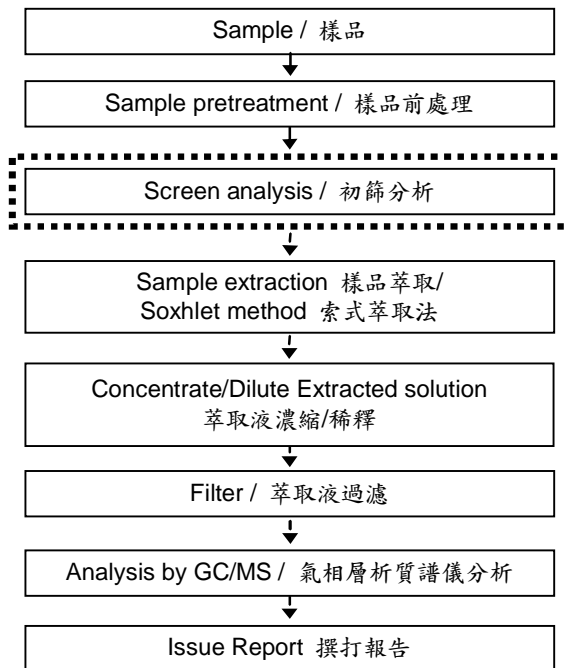 Sample / 樣品
Sample pretreatment / 樣品前處理
Screen analysis / 初篩分析
Sample extraction 樣品萃取/
Soxhlet method 索式萃取法
Concentrate/Dilute Extracted solution
萃取液濃縮/稀釋
Filter / 萃取液過濾
Analysis by GC/MS / 氣相層析質譜儀分析
Issue Report 撰打報告